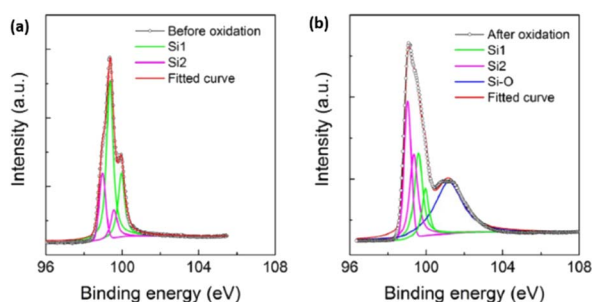 (a)
Before oxidation
Si1
Si2
Fitted curve
Intensity (a.u.)
96 100 104 108
Binding energy (eV)
(b)
After oxidation
Si1
Si2
Si-O
Fitted curve
Intensity (a.u.)
96 100 104 108
Binding energy (eV)